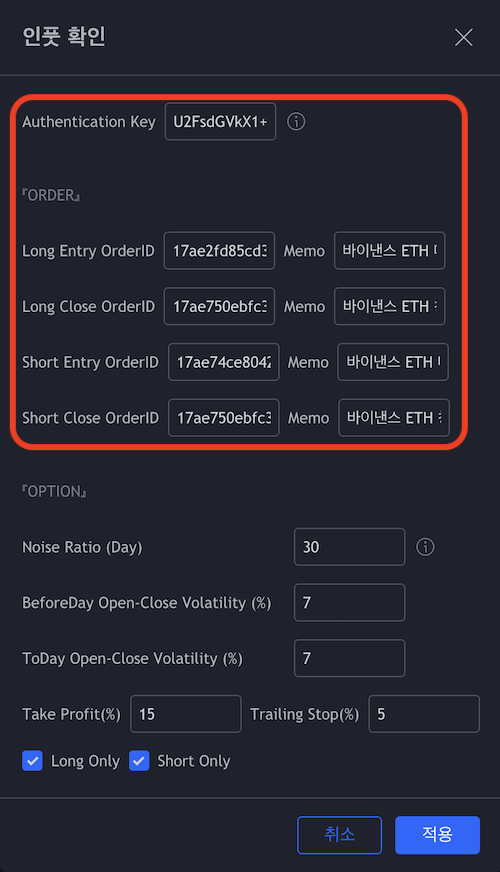 인풋 확인
Authentication Key U2FsdGVkX1+
『ORDER』
Long Entry OrderID 17ae2fd85cd3 Memo 바이낸스 ETH
Long Close OrderID 17ae750ebfc3 Memo 바이낸스 ETH
Short Entry OrderID 17ae74ce8042 Memo 바이낸스 ETH
Short Close OrderID 17ae750ebfc3 Memo 바이낸스 ETH
『OPTION』
Noise Ratio (Day) 30
BeforeDay Open-Close Volatility (%) 7
ToDay Open-Close Volatility (%) 7
Take Profit(%) 15 Trailing Stop(%) 5
Long Only Short Only
취소 적용